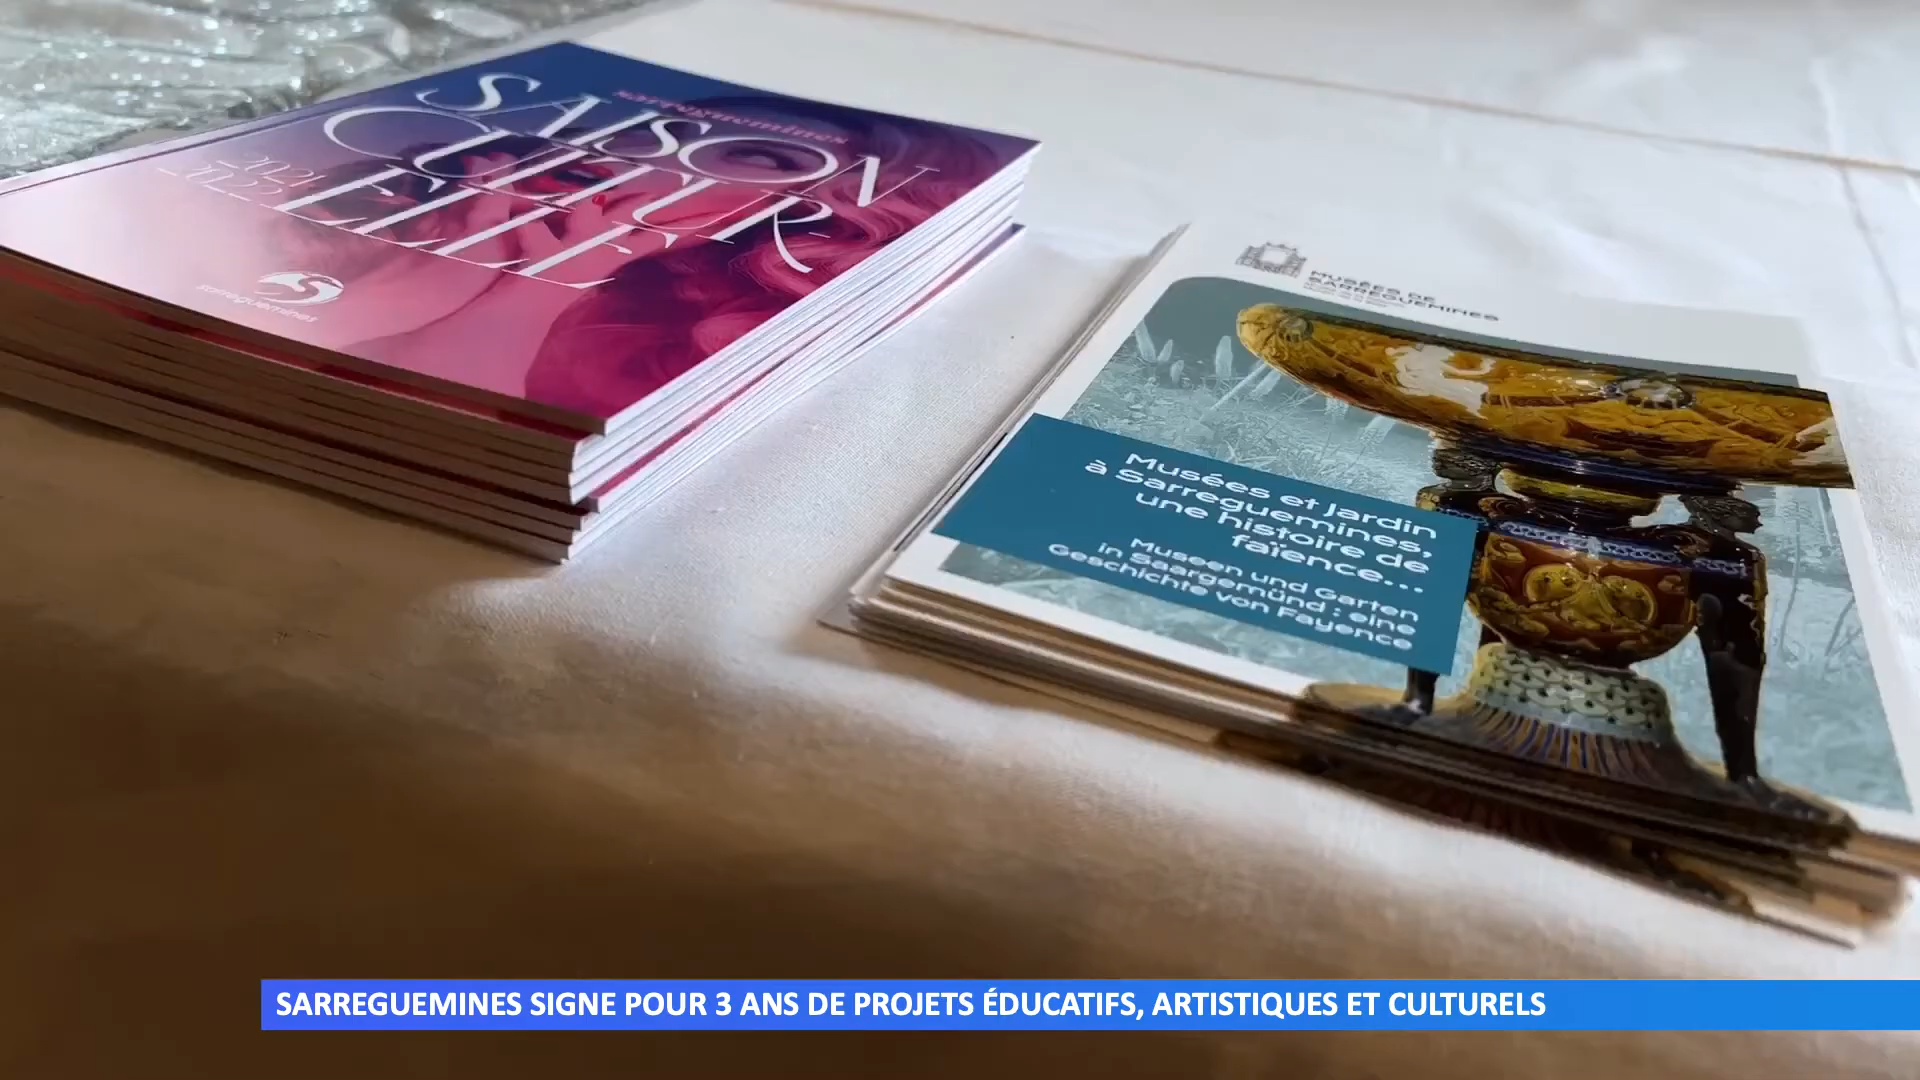 sarreguemines
SAISON
CULTUR
ELLE
2021
2022
sarreguemines
MUSÉES DE
SARREGUEMINES
Musées et Jardin
à Sarreguemines,
une histoire de
faïence...
Museen und Garten
in Saargemünd : eine
Geschichte von Fayence
SARREGUEMINES SIGNE POUR 3 ANS DE PROJETS ÉDUCATIFS, ARTISTIQUES ET CULTURELS